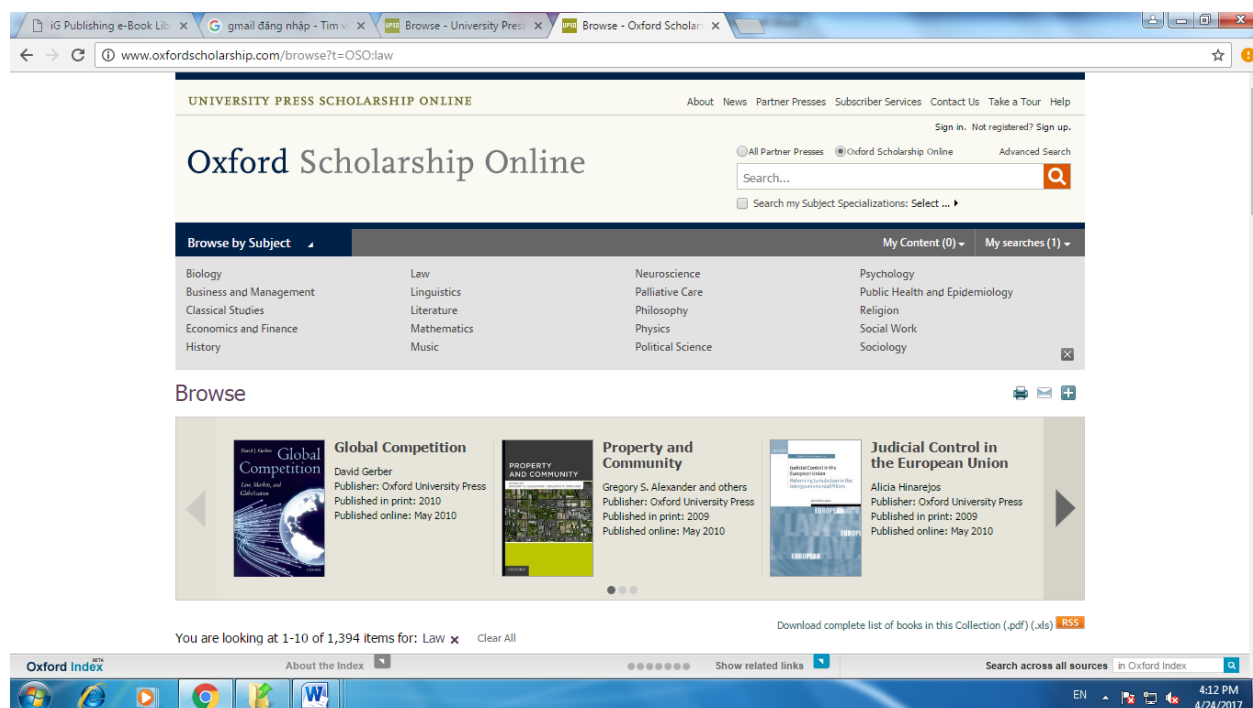 iG Publishing e-Book Lib
gmail đăng nhập - Tìm v
Browse - University Pres
Browse - Oxford Scholar
www.oxfordscholarship.com/browse?t=OSO:law
UNIVERSITY PRESS SCHOLARSHIP ONLINE
About News Partner Presses Subscriber Services Contact Us Take a Tour Help
Sign in. Not registered? Sign up.
Oxford Scholarship Online
All Partner Presses Oxford Scholarship Online Advanced Search
Search...
Search my Subject Specializations: Select ...
Browse by Subject
My Content (0) My searches (1)
Biology
Business and Management
Classical Studies
Economics and Finance
History
Law
Linguistics
Literature
Mathematics
Music
Neuroscience
Palliative Care
Philosophy
Physics
Political Science
Psychology
Public Health and Epidemiology
Religion
Social Work
Sociology
Browse
David J. Gerber Global
Competition
Law, Markets, and
Globalization
Global Competition
David Gerber
Publisher: Oxford University Press
Published in print: 2010
Published online: May 2010
PROPERTY
AND COMMUNITY
Property and
Community
Gregory S. Alexander and others
Publisher: Oxford University Press
Published in print: 2009
Published online: May 2010
Judicial Control in the
European Union
Reforming Jurisdiction in the
Intergovernmental Pillars
Judicial Control in
the European Union
Alicia Hinarejos
Publisher: Oxford University Press
Published in print: 2009
Published online: May 2010
Download complete list of books in this Collection (.pdf) (.xls) RSS
You are looking at 1-10 of 1,394 items for: Law x Clear All
Oxford Index BETA
About the Index
Show related links
Search across all sources in Oxford Index
EN
4:12 PM
4/24/2017